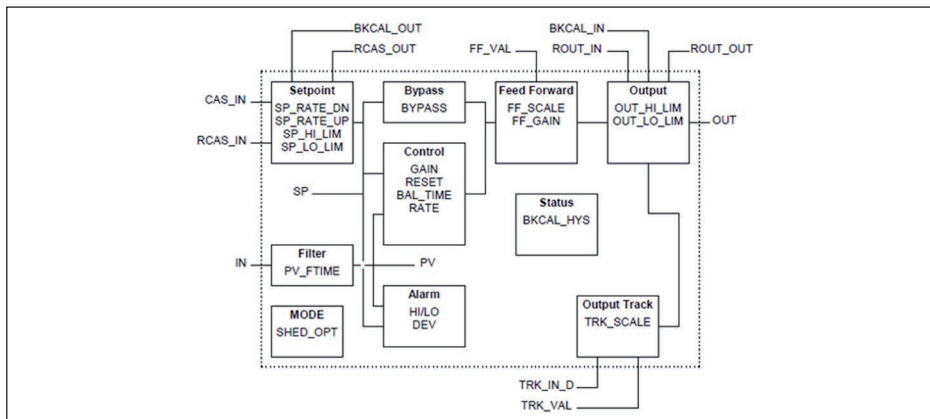 BKCAL_OUT
BKCAL_IN
RCAS_OUT
FF_VAL
ROUT_IN
ROUT_OUT
Setpoint
SP_RATE_DN
SP_RATE_UP
SP_HI_LIM
SP_LO_LIM
Bypass
BYPASS
Feed Forward
FF_SCALE
FF_GAIN
Output
OUT_HI_LIM
OUT_LO_LIM
CAS_IN
RCAS_IN
OUT
Control
GAIN
RESET
BAL_TIME
RATE
SP
Status
BKCAL_HYS
IN
Filter
PV_FTIME
PV
Alarm
HI/LO
DEV
MODE
SHED_OPT
Output Track
TRK_SCALE
TRK_IN_D
TRK_VAL